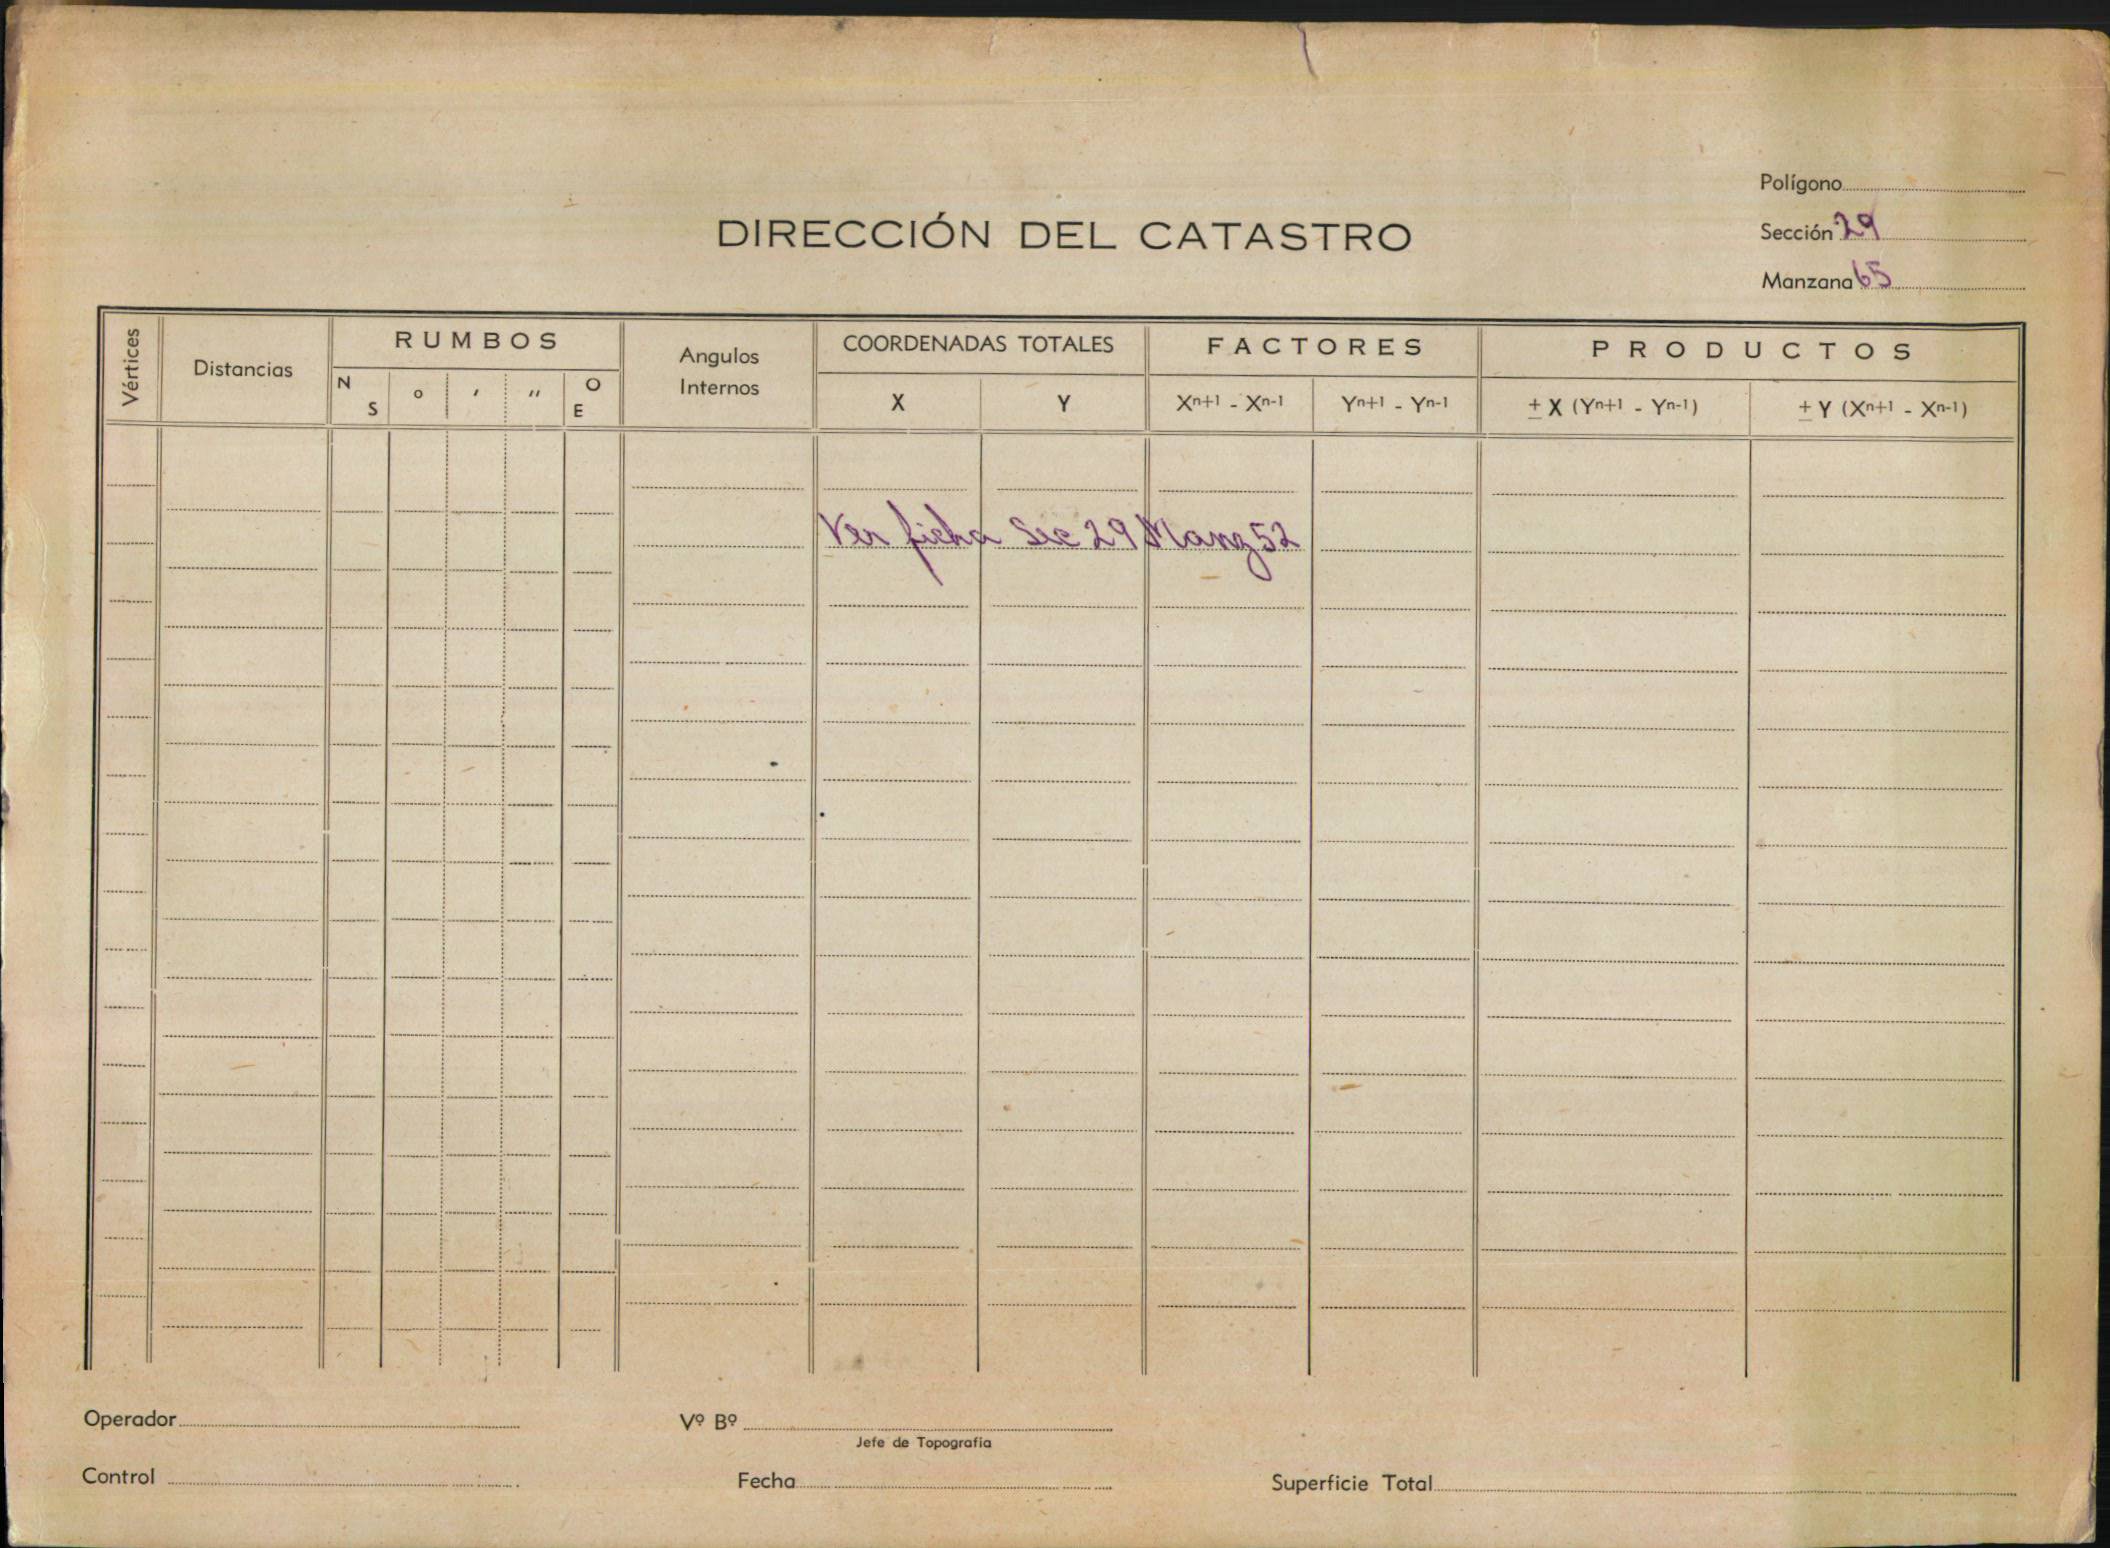 Polígono
DIRECCIÓN DEL CATASTRO
Sección 29
Manzana 65
Vértices
Distancias
RUMBOS
N S
o
′
″
O E
Angulos
Internos
COORDENADAS TOTALES
X
Y
FACTORES
Xn+1 - Xn-1
Yn+1 - Yn-1
PRODUCTOS
± X (Yn+1 - Yn-1)
± Y (Xn+1 - Xn-1)
Ver ficha Sec 29 Manz 52
Operador
Vº Bº
Jefe de Topografia
Control
Fecha
Superficie Total